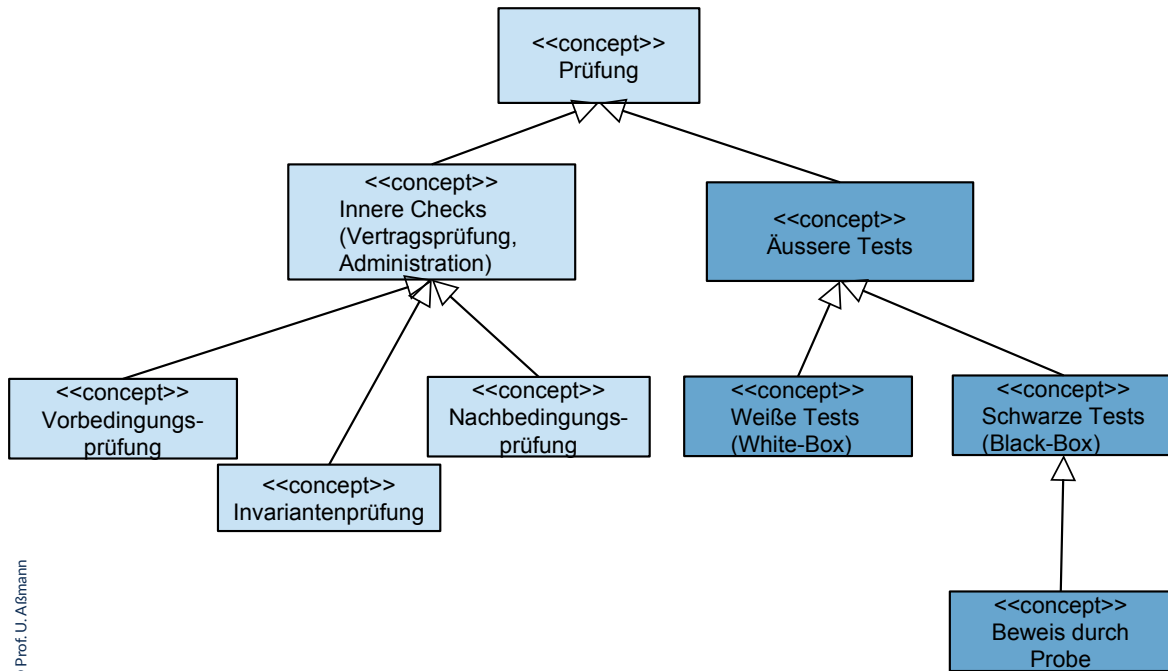 <<concept>>
Prüfung
<<concept>>
Innere Checks
(Vertragsprüfung,
Administration)
<<concept>>
Äussere Tests
<<concept>>
Vorbedingungs-
prüfung
<<concept>>
Invariantenprüfung
<<concept>>
Nachbedingungs-
prüfung
<<concept>>
Weiße Tests
(White-Box)
<<concept>>
Schwarze Tests
(Black-Box)
<<concept>>
Beweis durch
Probe
Prof. U. Aßmann